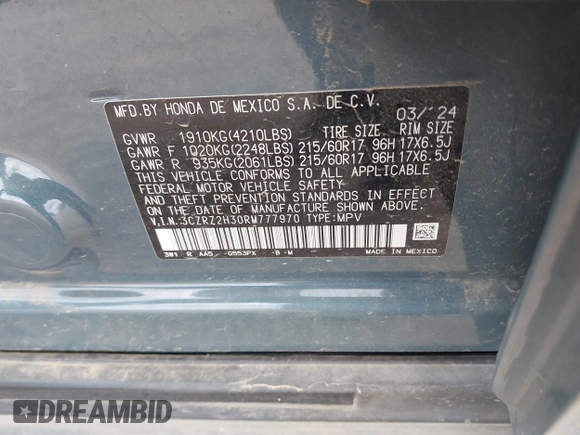 MFD.BY HONDA DE MEXICO S.A. DE C.V. 03/'24
GVWR 1910KG(4210LBS) TIRE SIZE RIM SIZE
GAWR F 1020KG(2248LBS) 215/60R17 96H 17X6.5J
GAWR R 935KG(2061LBS) 215/60R17 96H 17X6.5J
THIS VEHICLE CONFORMS TO ALL APPLICABLE
FEDERAL MOTOR VEHICLE SAFETY
AND THEFT PREVENTION STANDARDS IN EFFECT ON THE
DATE OF MANUFACTURE SHOWN ABOVE.
V.I.N. 3CZRZ2H30RM777970 TYPE:MPV
3W1 R AA5 -G553PX -B -M MADE IN MEXICO
DREAMBID